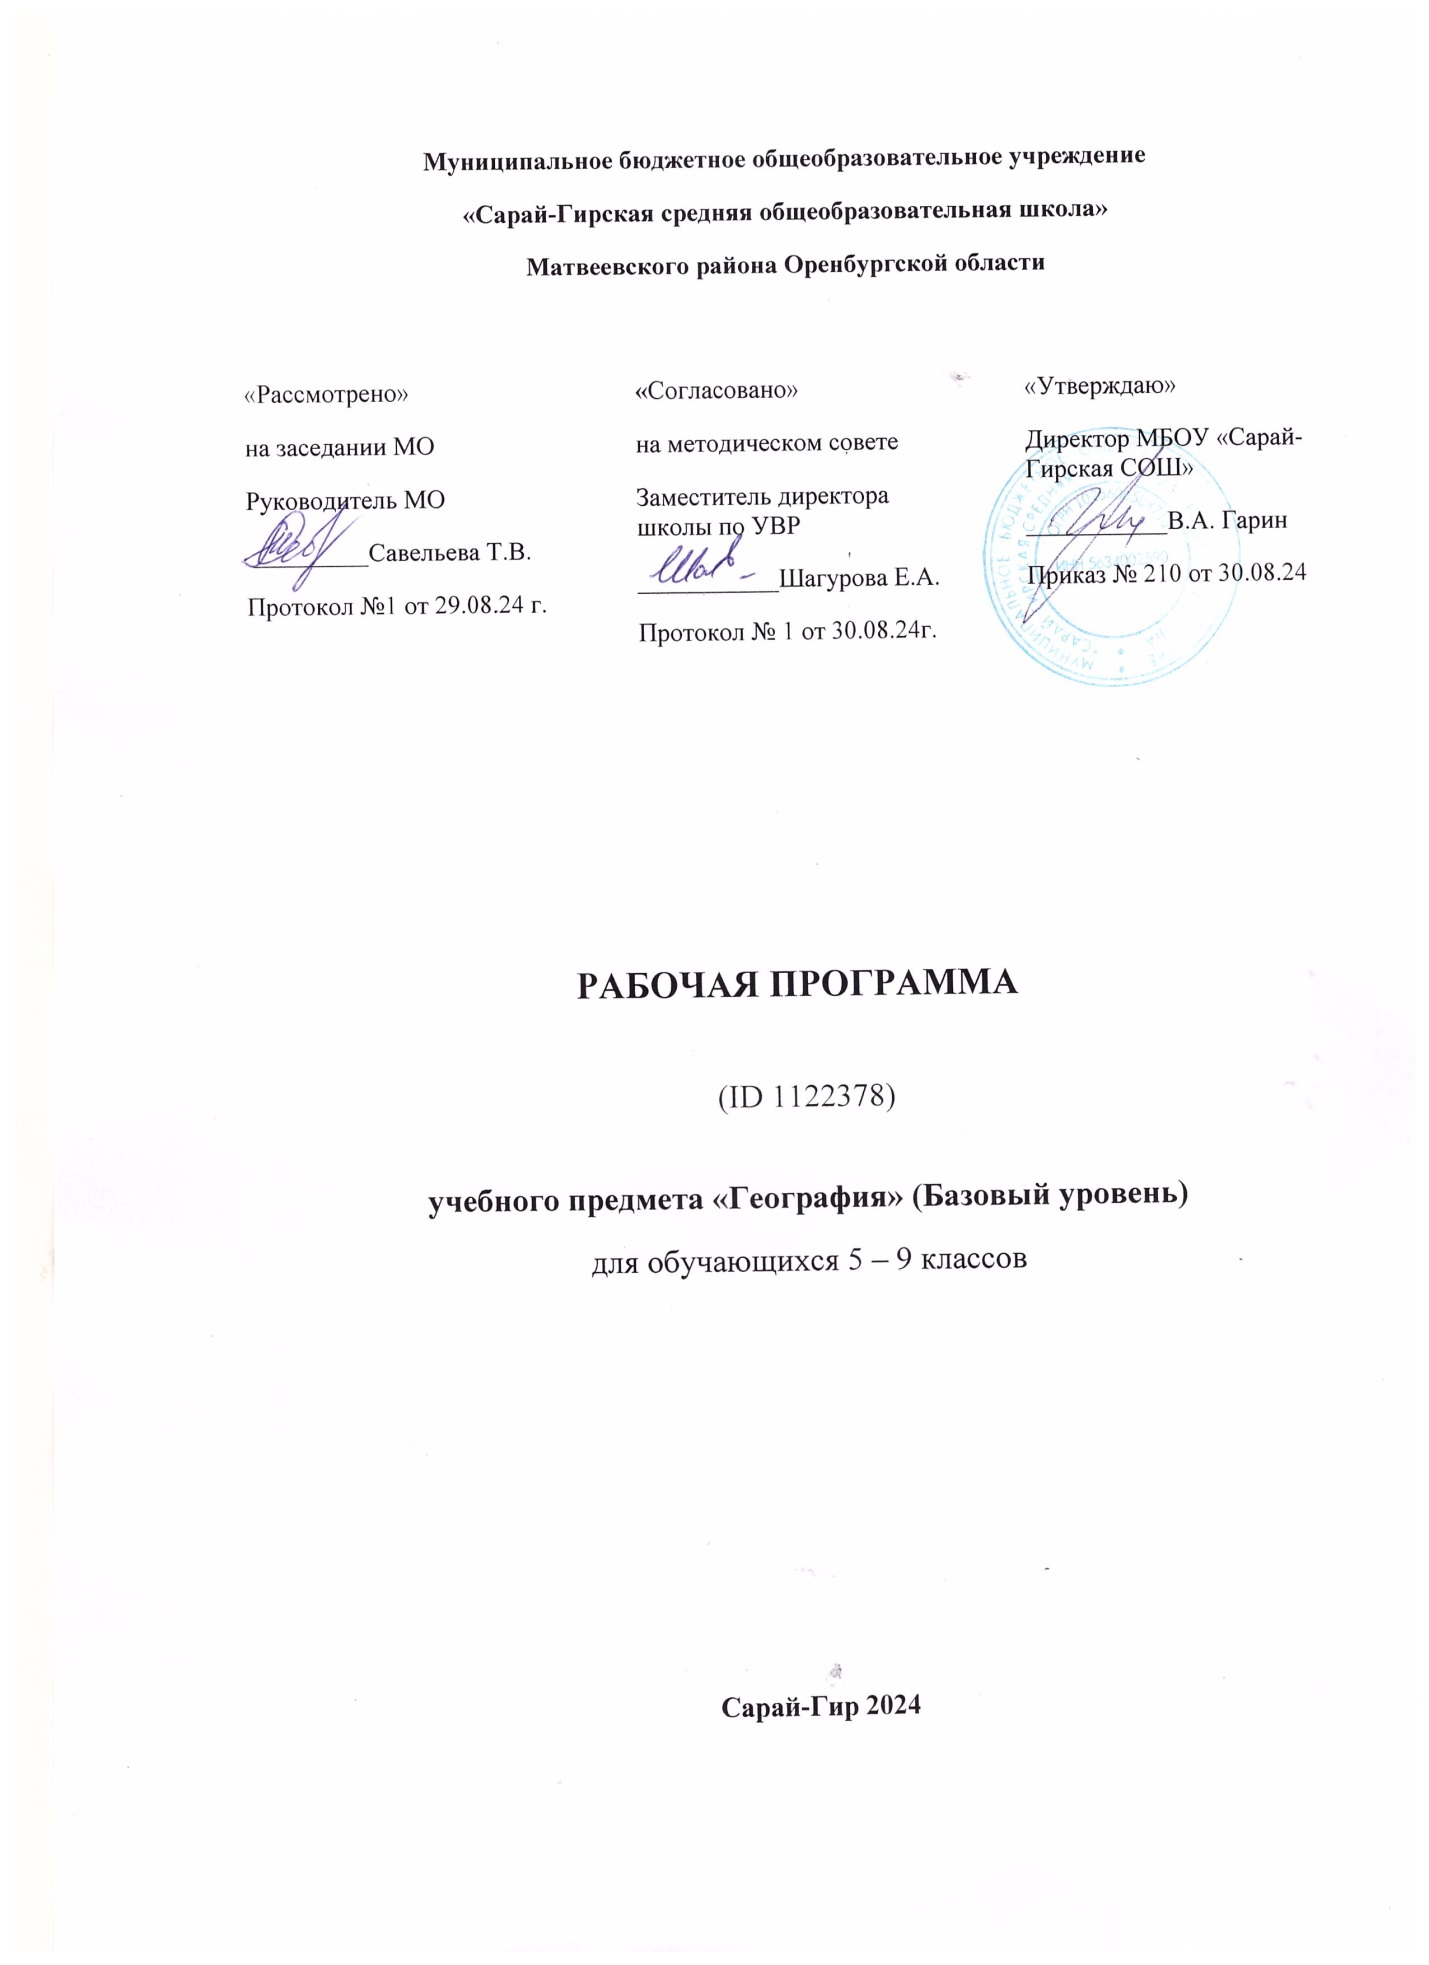 Муниципальное бюджетное общеобразовательное учреждение
«Сарай-Гирская средняя общеобразовательная школа»
Матвеевского района Оренбургской области
«Рассмотрено»
на заседании МО
Руководитель МО
__________Савельева Т.В.
Протокол №1 от 29.08.24 г.
«Согласовано»
на методическом совете
Заместитель директора
школы по УВР
___________Шагурова Е.А.
Протокол № 1 от 30.08.24г.
«Утверждаю»
Директор МБОУ «Сарай-
Гирская СОШ»
___________В.А. Гарин
Приказ № 210 от 30.08.24
РАБОЧАЯ ПРОГРАММА
(ID 1122378)
учебного предмета «География» (Базовый уровень)
для обучающихся 5 – 9 классов
Сарай-Гир 2024